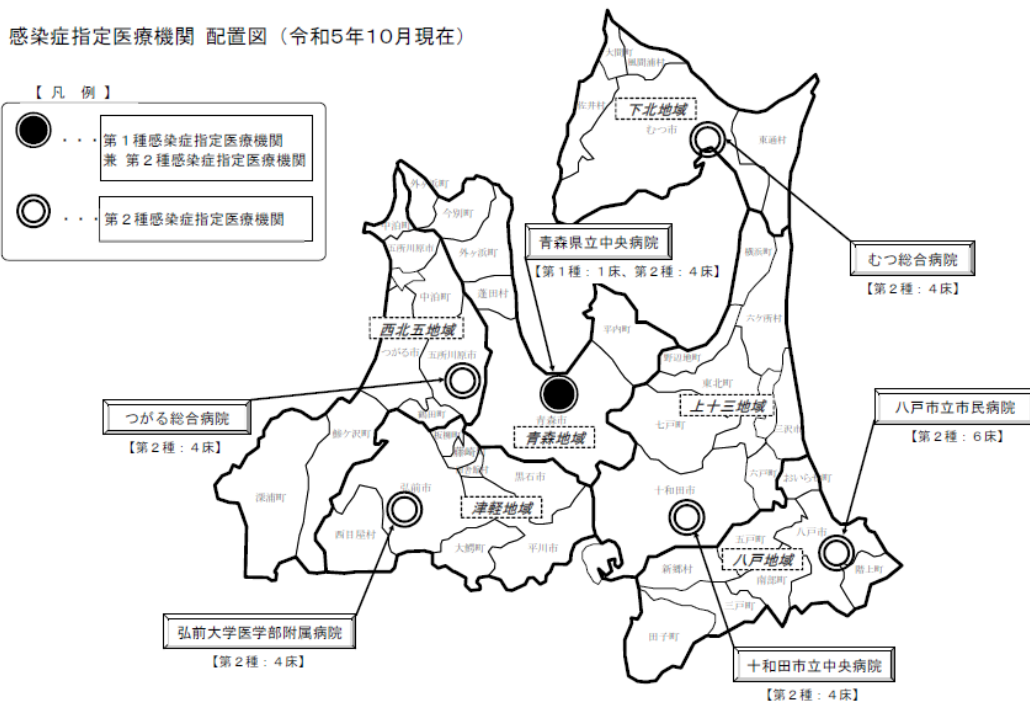 感染症指定医療機関 配置図（令和5年10月現在）
【 凡 例 】
・・・第１種感染症指定医療機関
兼 第２種感染症指定医療機関
・・・第２種感染症指定医療機関
大間町
風間浦村
佐井村
下北地域
むつ市
東通村
外ヶ浜町
今別町
中泊町
五所川原市
外ヶ浜町
青森県立中央病院
【第１種：１床、第２種：４床】
横浜町
むつ総合病院
【第２種：４床】
中泊町
蓬田村
六ケ所村
西北五地域
平内町
つがる市
五所川原市
野辺地町
東北町
つがる総合病院
【第２種：４床】
鶴田町
青森市
青森地域
上十三地域
七戸町
三沢市
八戸市立市民病院
【第２種：６床】
鰺ケ沢町
板柳町
藤崎町
田舎館村
黒石市
六戸町
おいらせ町
深浦町
弘前市
津軽地域
十和田市
西目屋村
大鰐町
平川市
五戸町
八戸市
八戸地域
階上町
新郷村
南部町
三戸町
田子町
弘前大学医学部附属病院
【第２種：４床】
十和田市立中央病院
【第２種：４床】